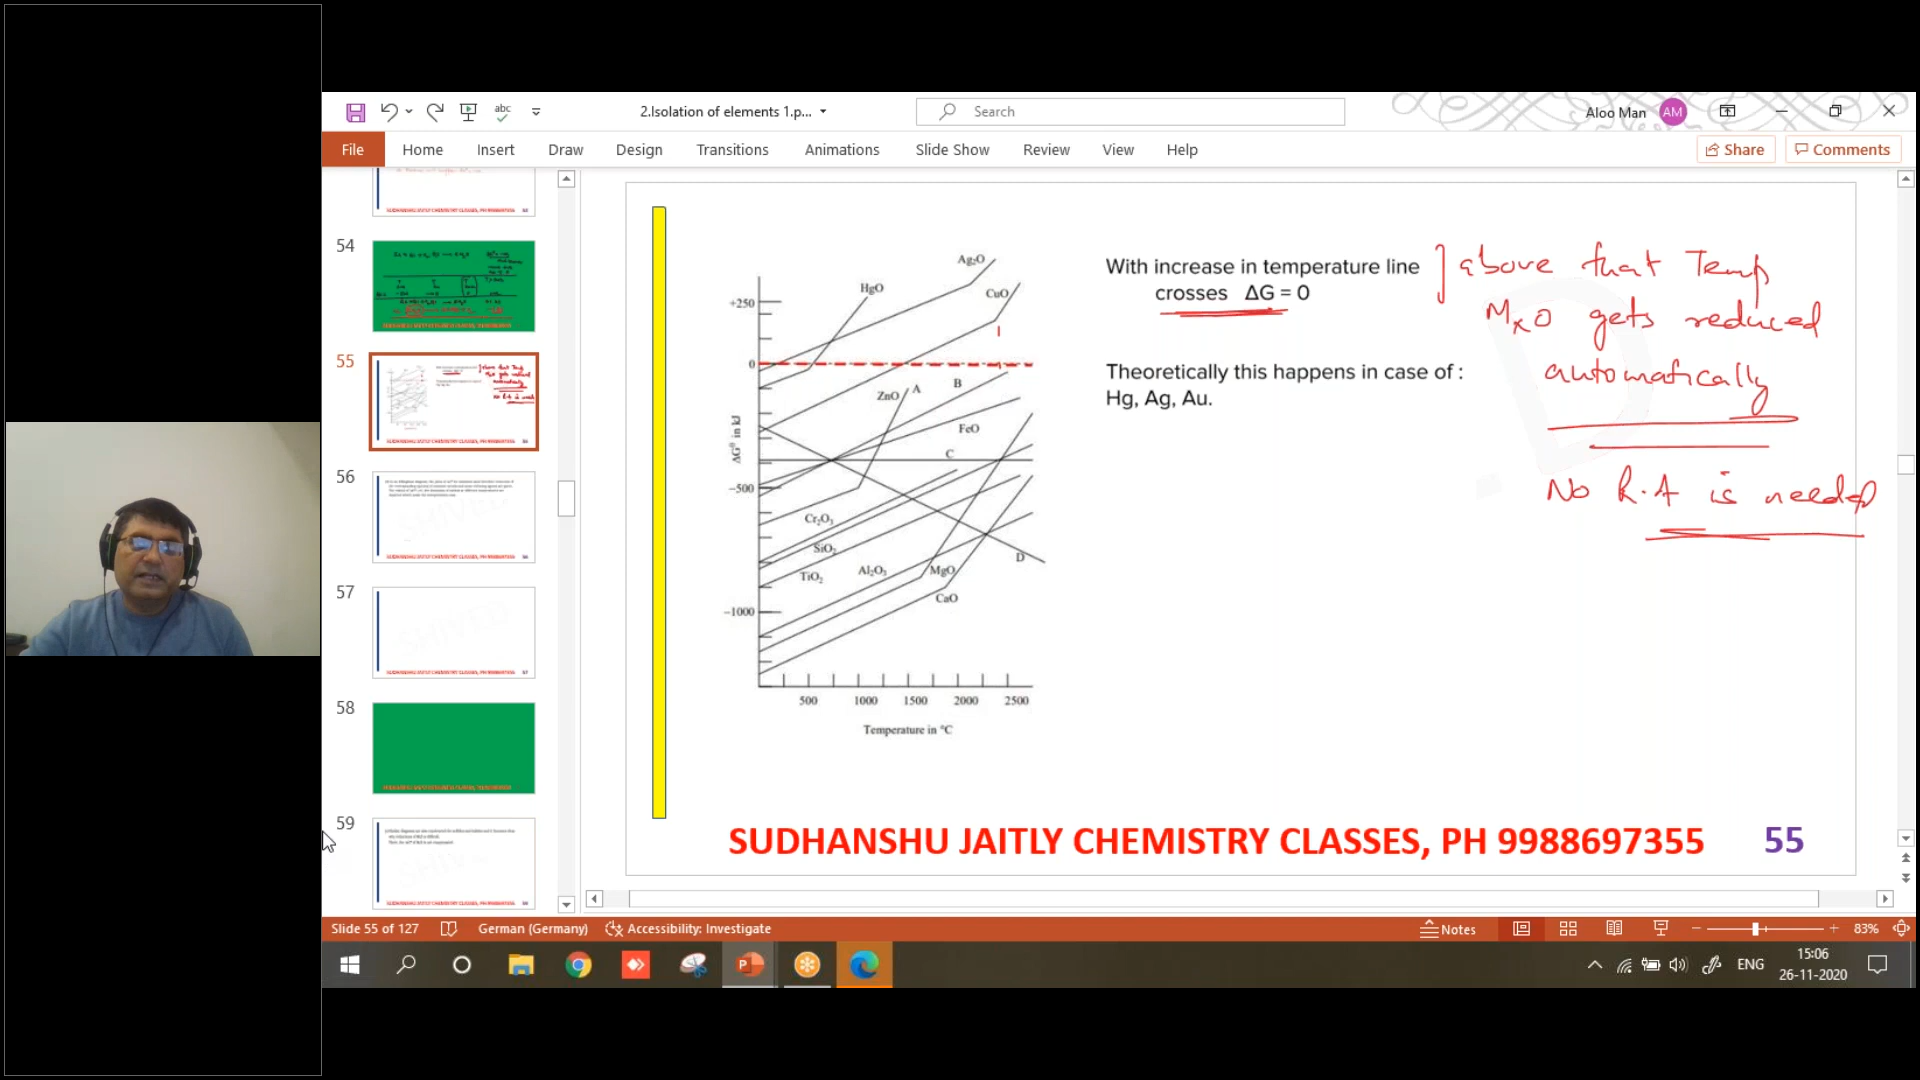 2.Isolation of elements 1.p...
Search
Aloo Man
AM
File
Home
Insert
Draw
Design
Transitions
Animations
Slide Show
Review
View
Help
Share
Comments
54
55
56
57
58
59
With increase in temperature line
crosses ΔG = 0
Theoretically this happens in case of :
Hg, Ag, Au.
above that Temp
MxO gets reduced
automatically
No R.A is needed
Ag₂O
HgO
CuO
+250
0
B
A
ZnO
FeO
ΔG⁰ in kJ
C
−500
Cr₂O₃
SiO₂
D
TiO₂
Al₂O₃
MgO
CaO
−1000
500 1000 1500 2000 2500
Temperature in °C
SUDHANSHU JAITLY CHEMISTRY CLASSES, PH 9988697355
55
Slide 55 of 127
German (Germany)
Accessibility: Investigate
Notes
83%
ENG
15:06
26-11-2020